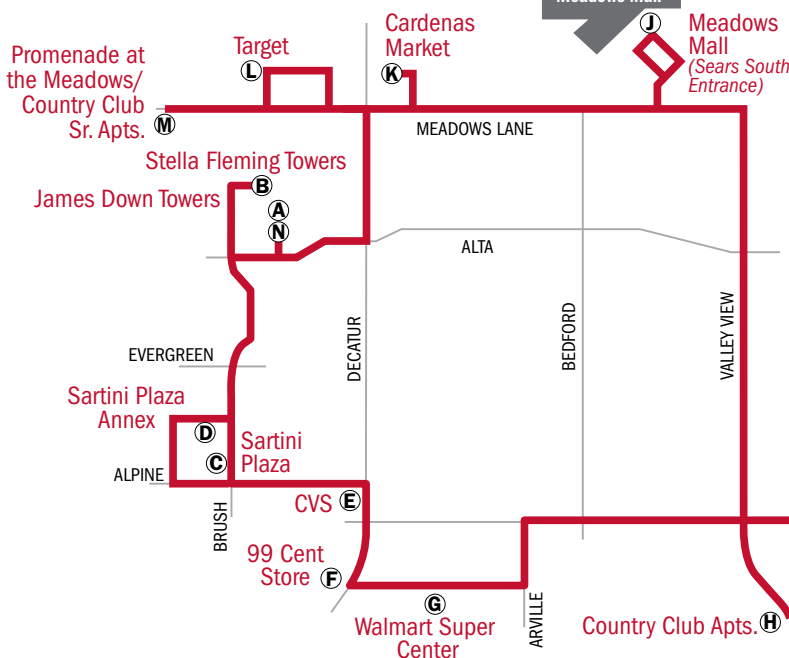 Meadows Mall
J
Meadows
Mall
(Sears South
Entrance)
Cardenas
Market
K
Target
L
Promenade at
the Meadows/
Country Club
Sr. Apts.
M
MEADOWS LANE
Stella Fleming Towers
B
James Down Towers
A
N
ALTA
DECATUR
BEDFORD
VALLEY VIEW
EVERGREEN
Sartini Plaza
Annex
D
Sartini
Plaza
C
ALPINE
BRUSH
CVS
E
99 Cent
Store
F
G
Walmart Super
Center
ARVILLE
Country Club Apts.
H